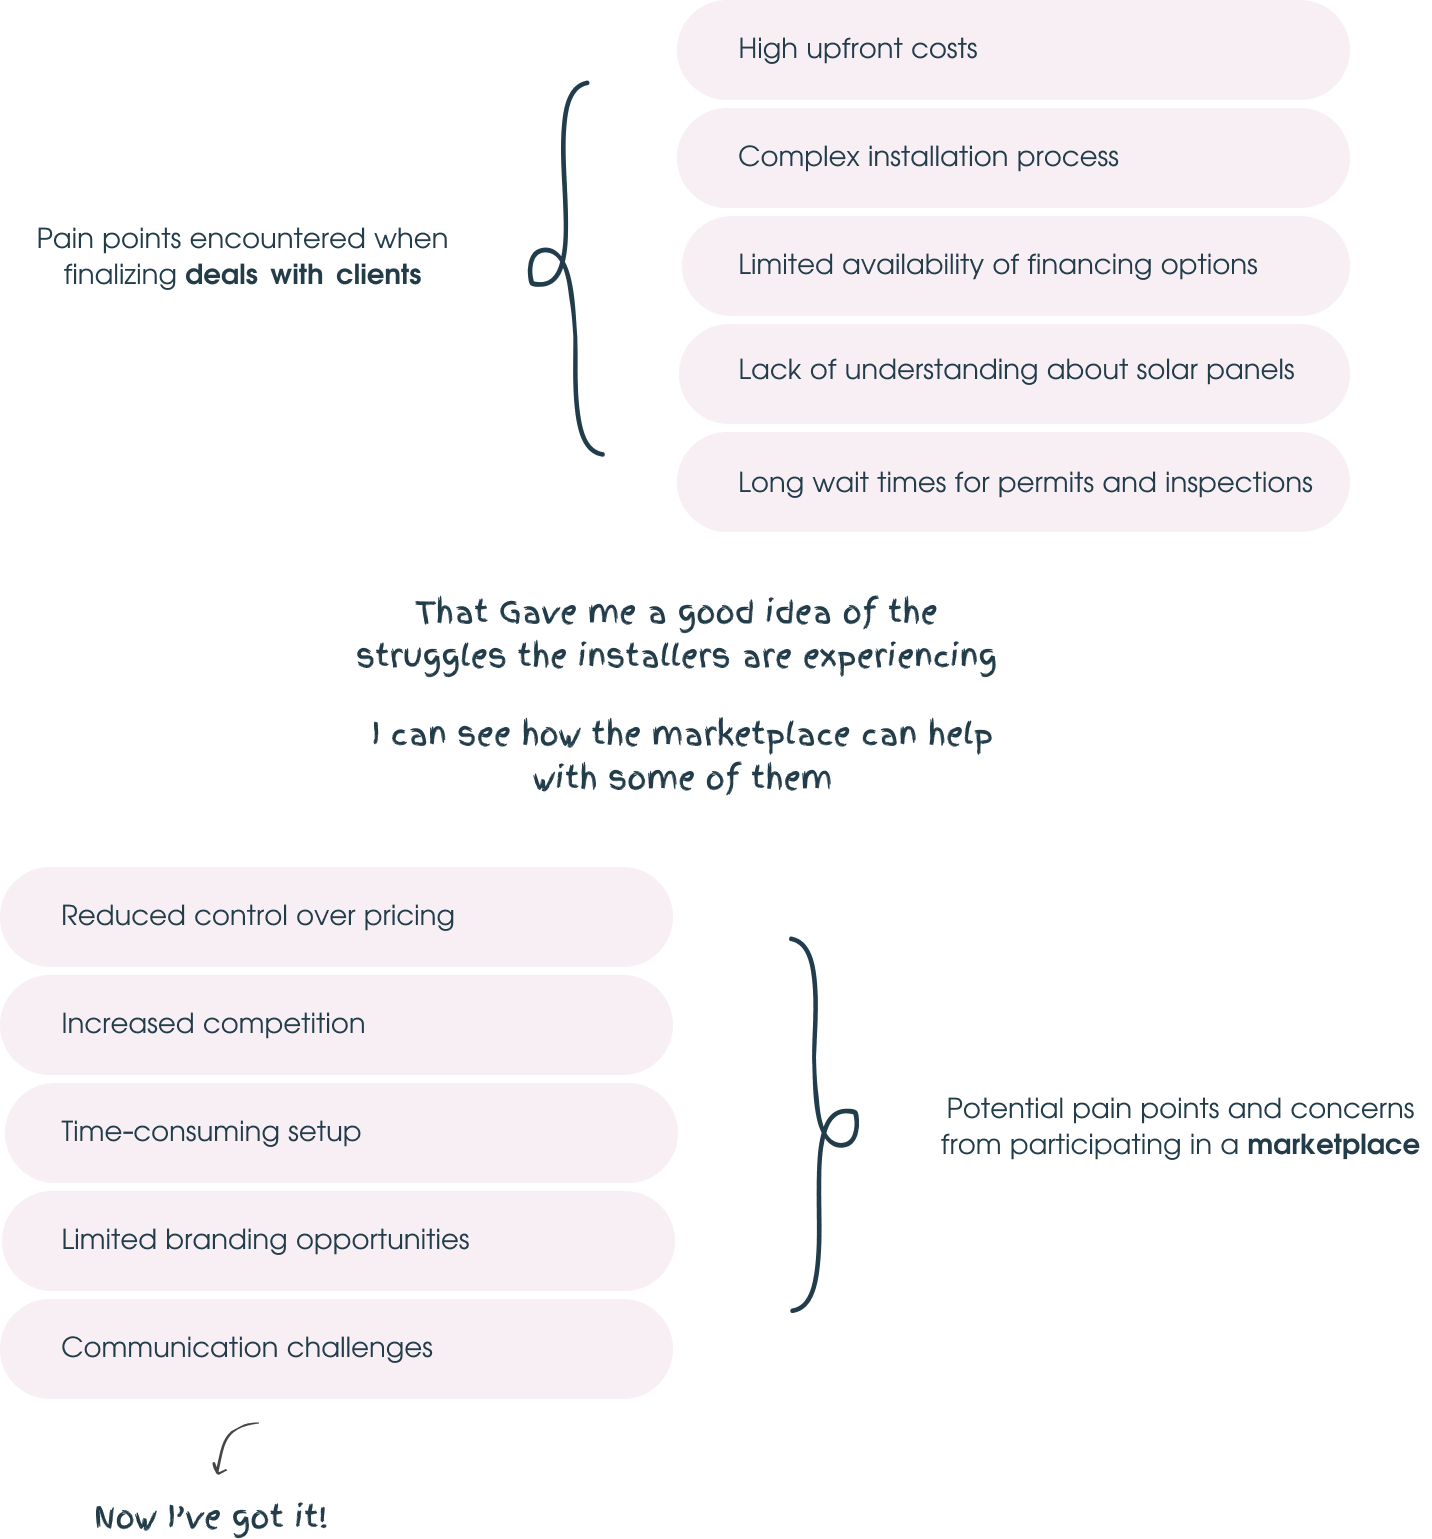 High upfront costs
Complex installation process
Pain points encountered when
finalizing deals with clients
Limited availability of financing options
Lack of understanding about solar panels
Long wait times for permits and inspections
That Gave me a good idea of the
struggles the installers are experiencing
I can see how the marketplace can help
with some of them
Reduced control over pricing
Increased competition
Time-consuming setup
Limited branding opportunities
Communication challenges
Potential pain points and concerns
from participating in a marketplace
Now I've got it!